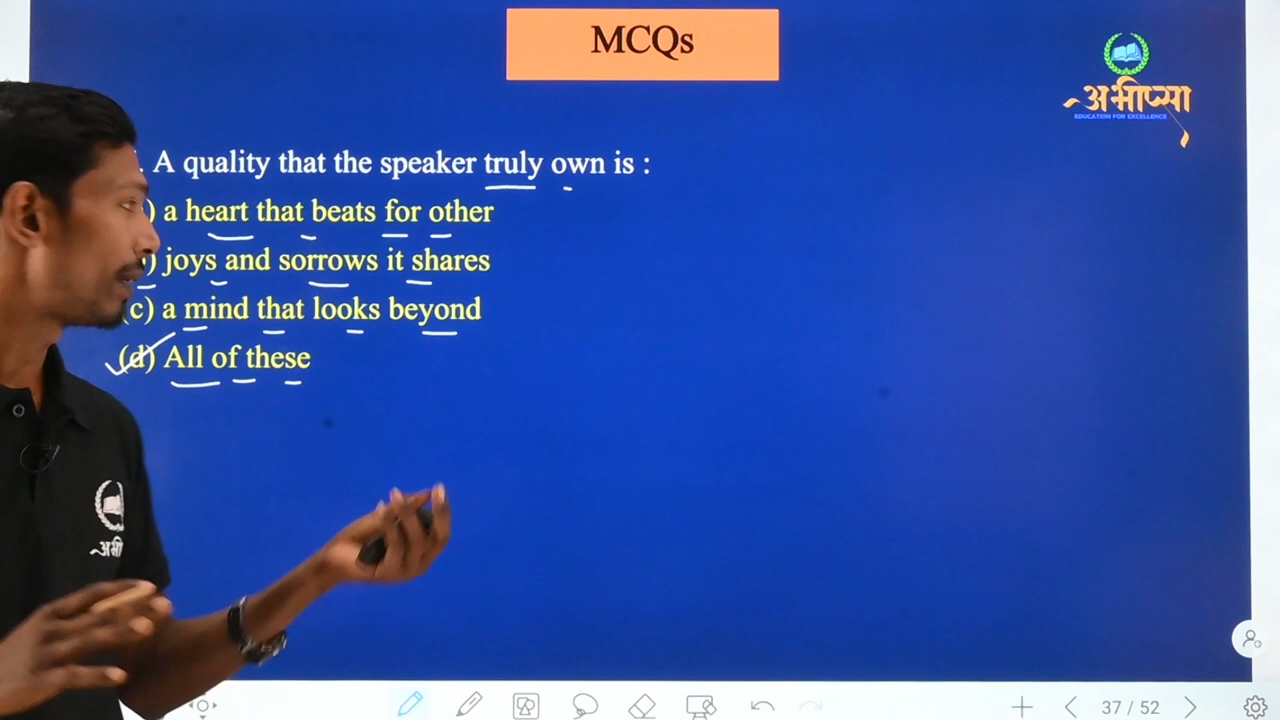 MCQs
अभीप्सा
EDUCATION FOR EXCELLENCE
. A quality that the speaker truly own is :
) a heart that beats for other
) joys and sorrows it shares
(c) a mind that looks beyond
(d) All of these
अभी
37 / 52